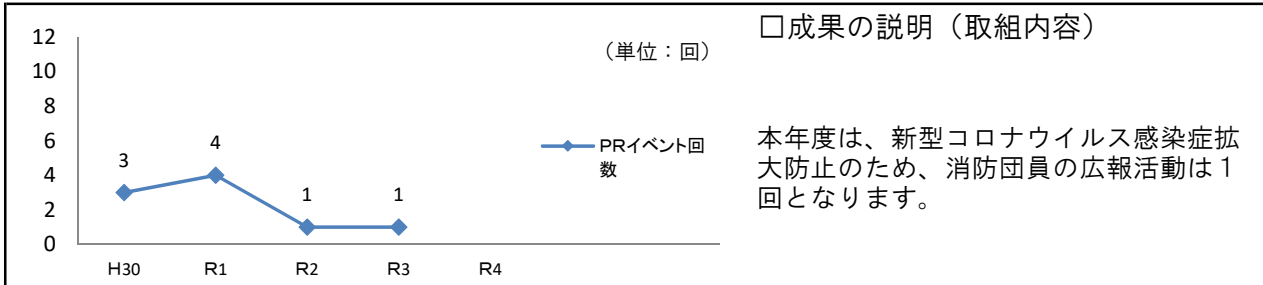 12
10
8
6
4
2
0
3
4
1
1
H30
R1
R2
R3
R4
（単位：回）
PRイベント回
数
□成果の説明（取組内容）
本年度は、新型コロナウイルス感染症拡
大防止のため、消防団員の広報活動は１
回となります。